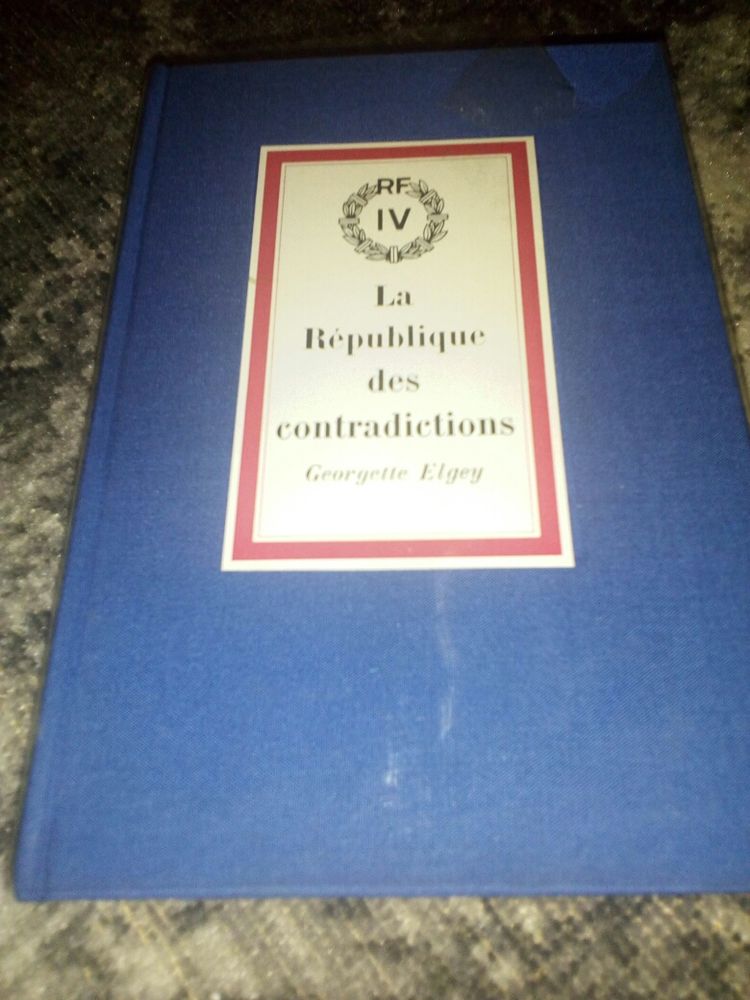 RF
IV
La
République
des
contradictions
Georgette Elgey